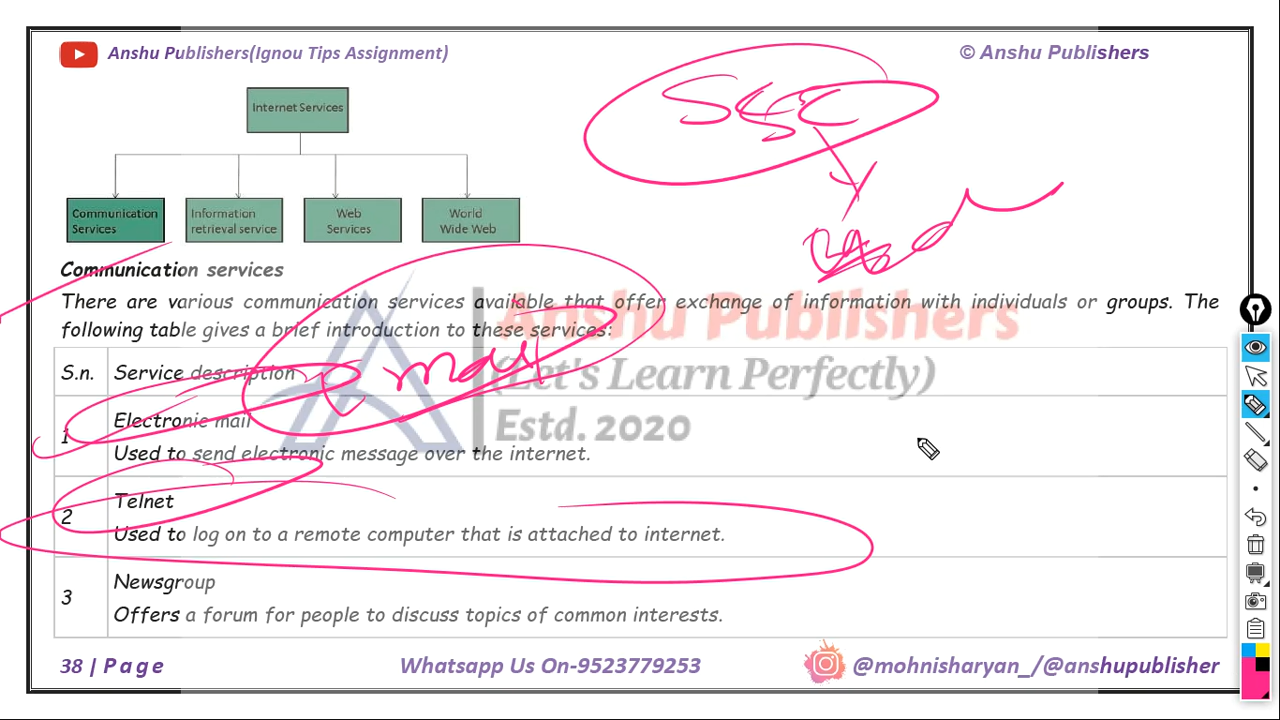 Anshu Publishers(Ignou Tips Assignment)
© Anshu Publishers
Internet Services
Communication Services
Information retrieval service
Web Services
World Wide Web
Communication services
There are various communication services available that offer exchange of information with individuals or groups. The
following table gives a brief introduction to these services:
S.n. Service description
1 Electronic mail
Used to send electronic message over the internet.
2 Telnet
Used to log on to a remote computer that is attached to internet.
3 Newsgroup
Offers a forum for people to discuss topics of common interests.
Anshu Publishers
(Let's Learn Perfectly)
Estd. 2020
38 | Page
Whatsapp Us On-9523779253
@mohnisharyan_/@anshupublisher